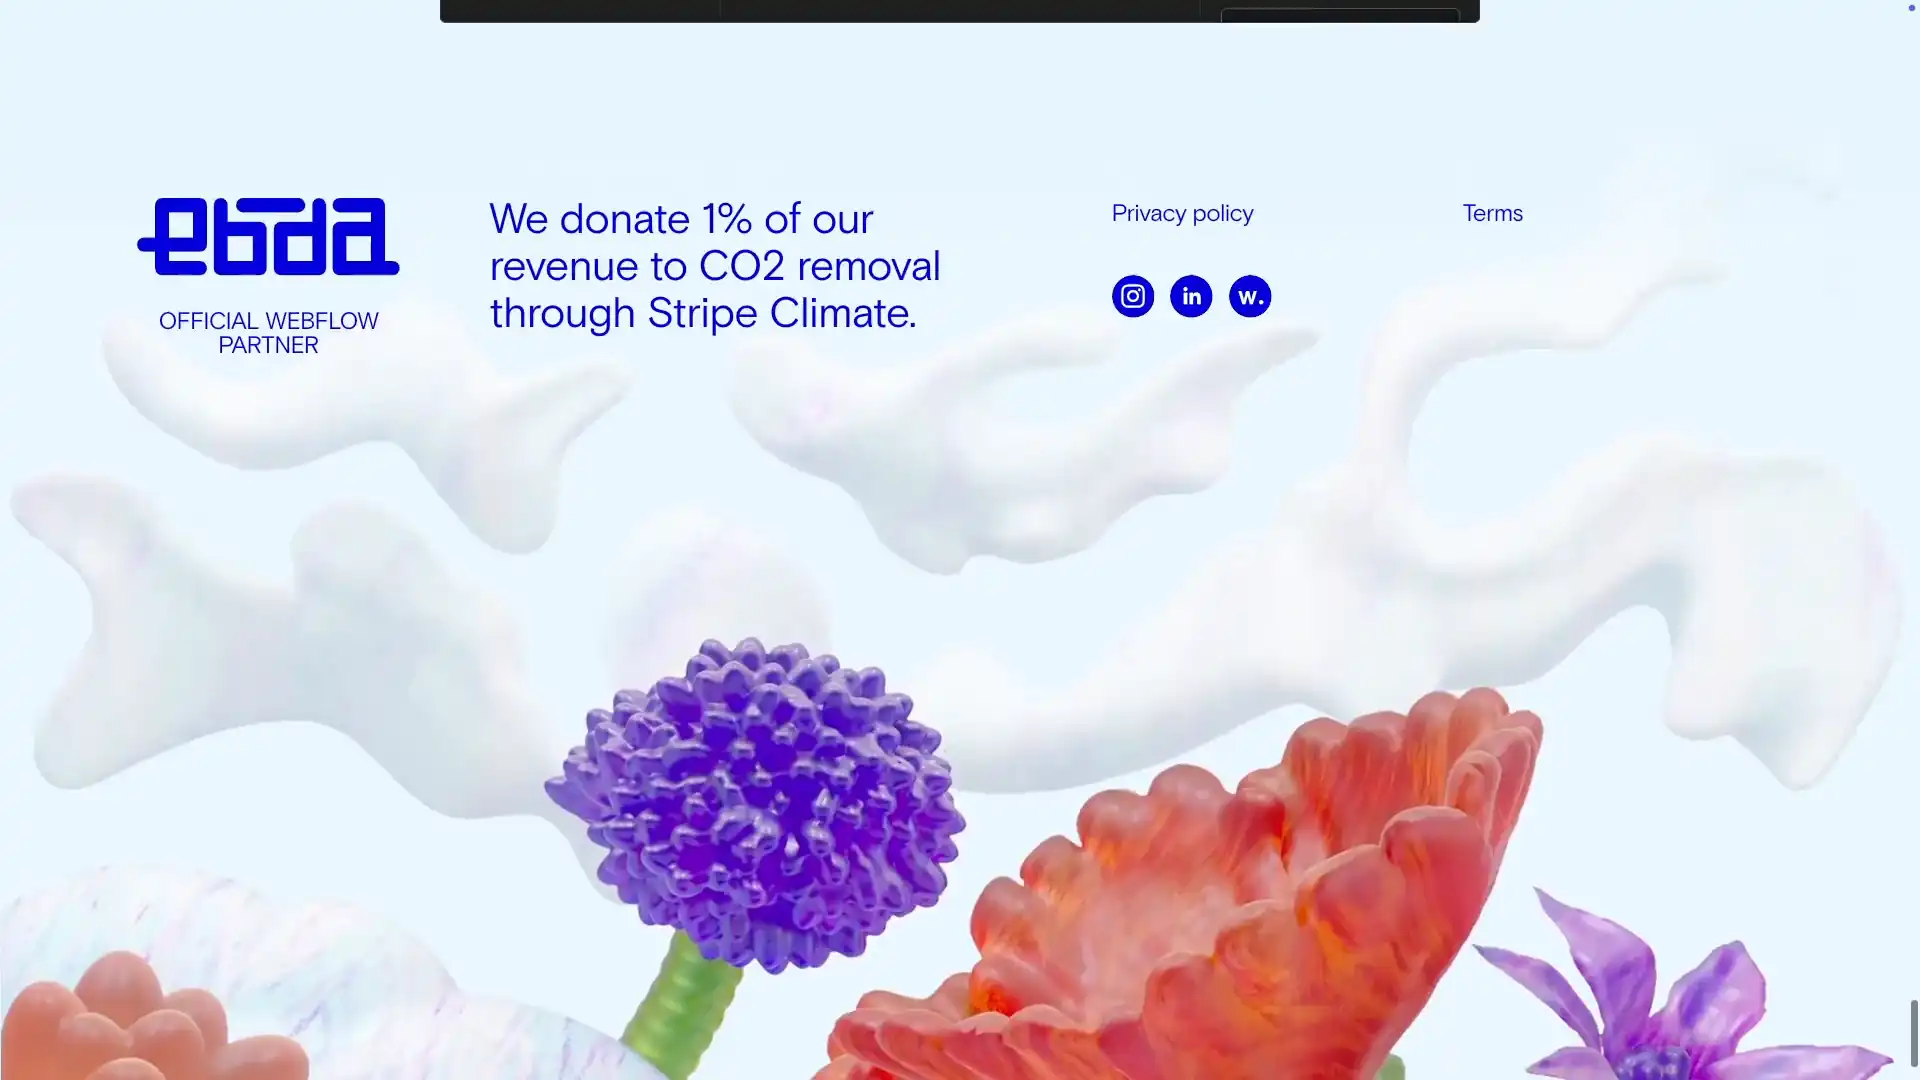 ebda
OFFICIAL WEBFLOW
PARTNER
We donate 1% of our
revenue to CO2 removal
through Stripe Climate.
Privacy policy
Terms
in
w.